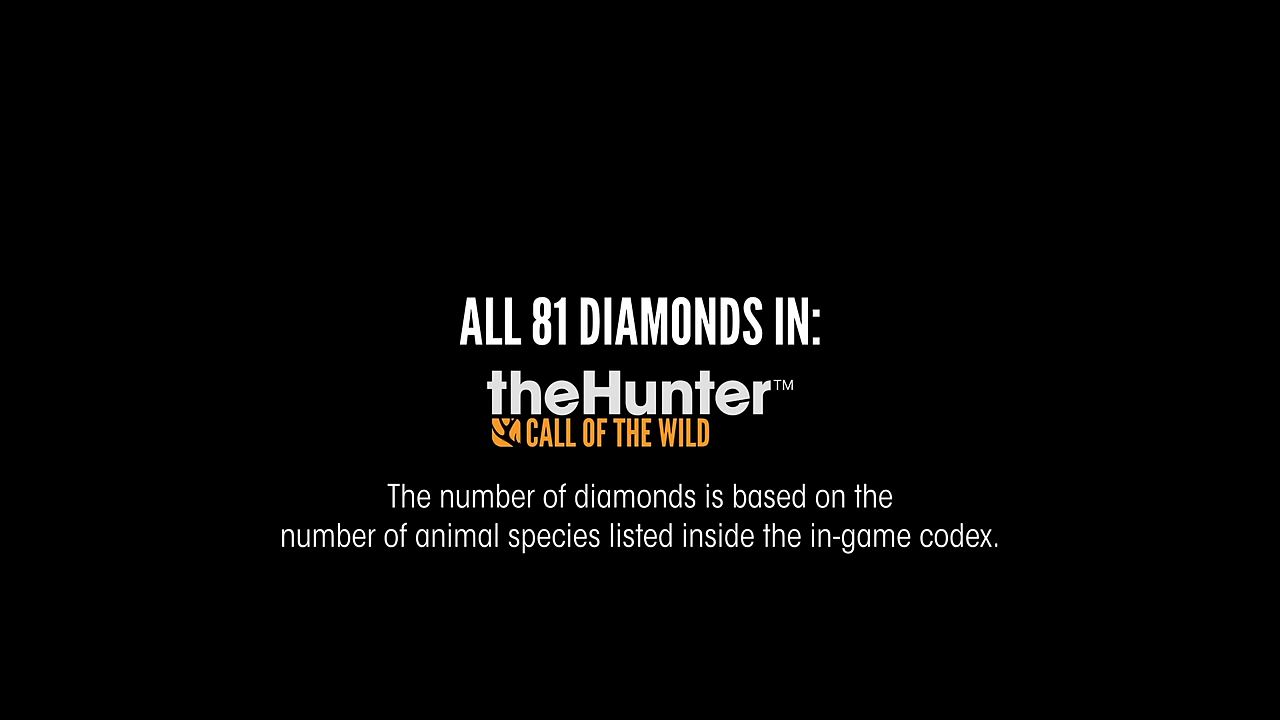 ALL 81 DIAMONDS IN:
theHunter™
CALL OF THE WILD
The number of diamonds is based on the
number of animal species listed inside the in-game codex.